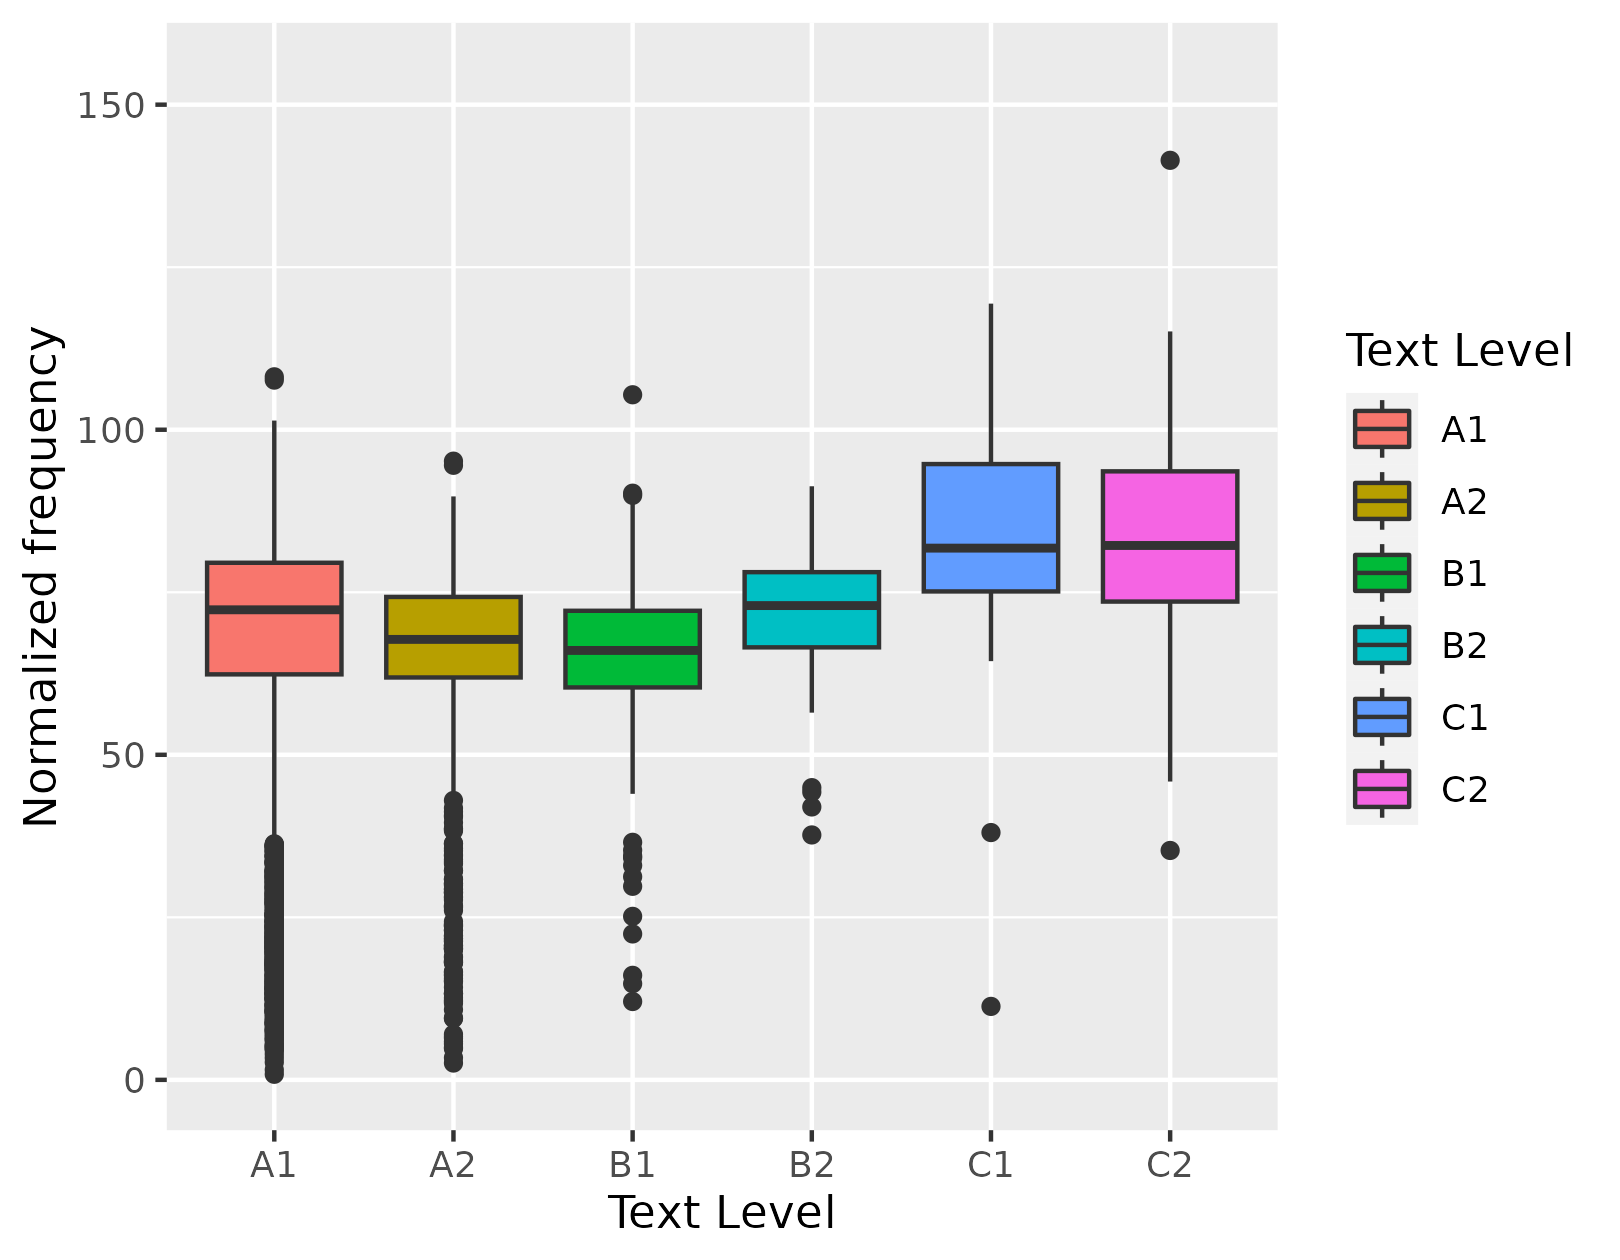 150
100
50
0
Normalized frequency
A1 A2 B1 B2 C1 C2
Text Level
Text Level
A1
A2
B1
B2
C1
C2